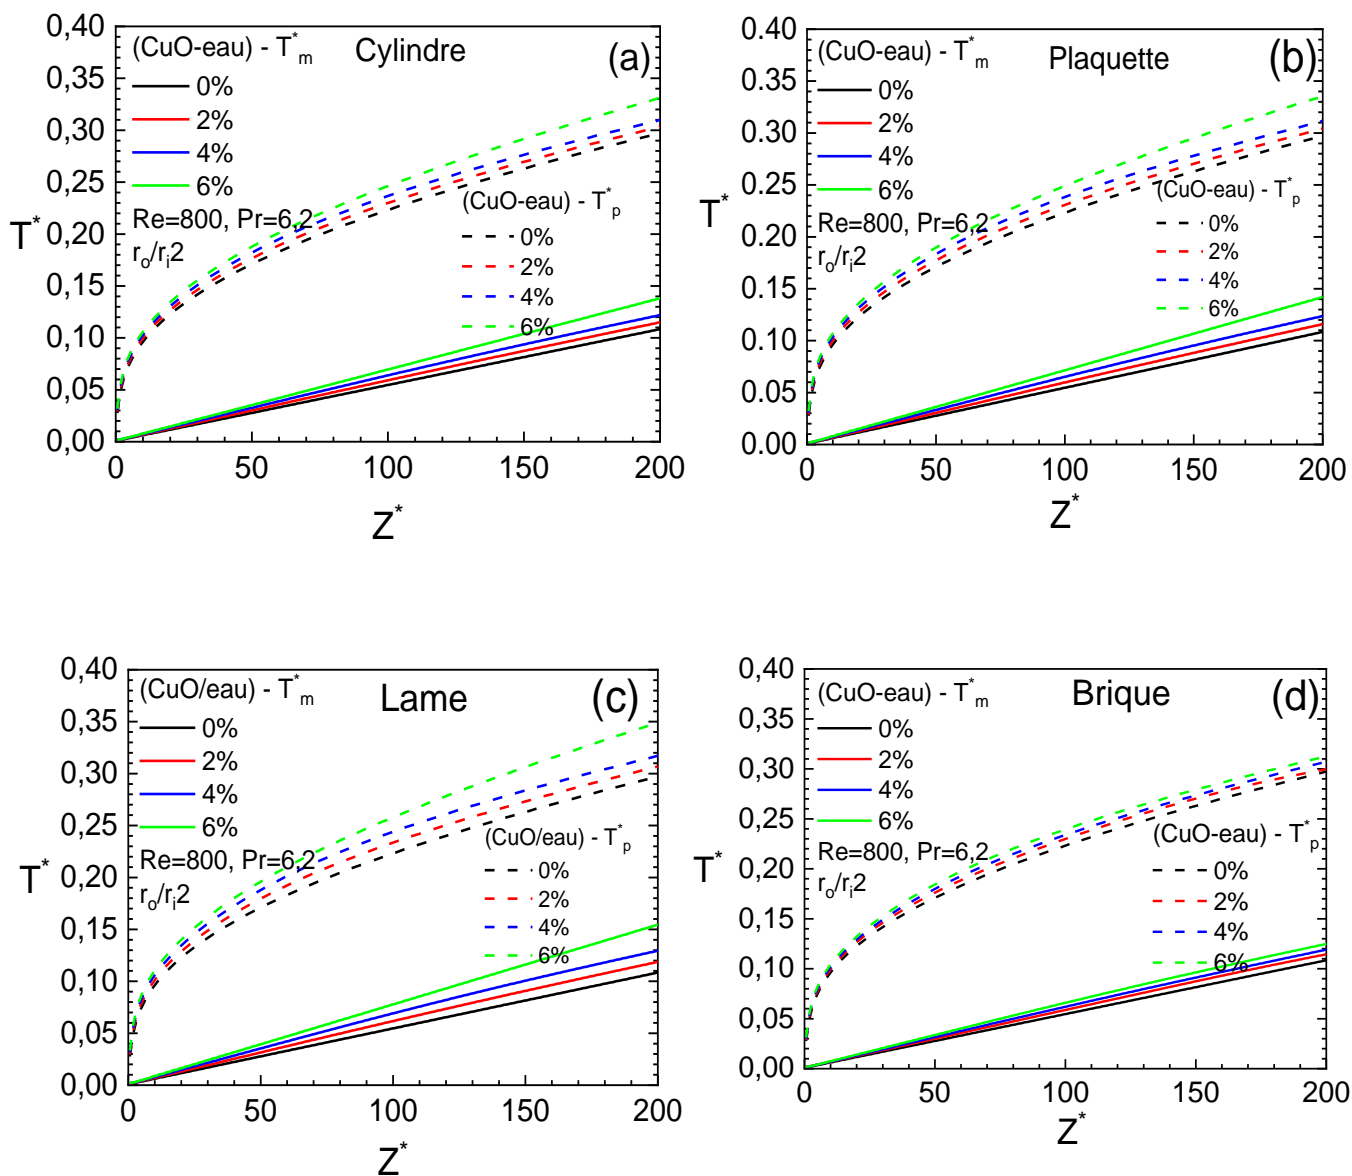 (CuO-eau) - T*m
Cylindre
(a)
0%
2%
4%
6%
Re=800, Pr=6,2
ro/ri2
(CuO-eau) - T*p
0%
2%
4%
6%
T*
0,40
0,35
0,30
0,25
0,20
0,15
0,10
0,05
0,00
0
50
100
150
200
Z*
(CuO-eau) - T*m
Plaquette
(b)
0%
2%
4%
6%
Re=800, Pr=6,2
ro/ri2
(CuO-eau) - T*p
0%
2%
4%
6%
T*
0.40
0.35
0.30
0.25
0.20
0.15
0.10
0.05
0.00
0
50
100
150
200
Z*
(CuO/eau) - T*m
Lame
(c)
0%
2%
4%
6%
Re=800, Pr=6,2
ro/ri2
(CuO/eau) - T*p
0%
2%
4%
6%
T*
0,40
0,35
0,30
0,25
0,20
0,15
0,10
0,05
0,00
0
50
100
150
200
Z*
(CuO-eau) - T*m
Brique
(d)
0%
2%
4%
6%
Re=800, Pr=6,2
ro/ri2
(CuO-eau) - T*p
0%
2%
4%
6%
T*
0,40
0,35
0,30
0,25
0,20
0,15
0,10
0,05
0,00
0
50
100
150
200
Z*